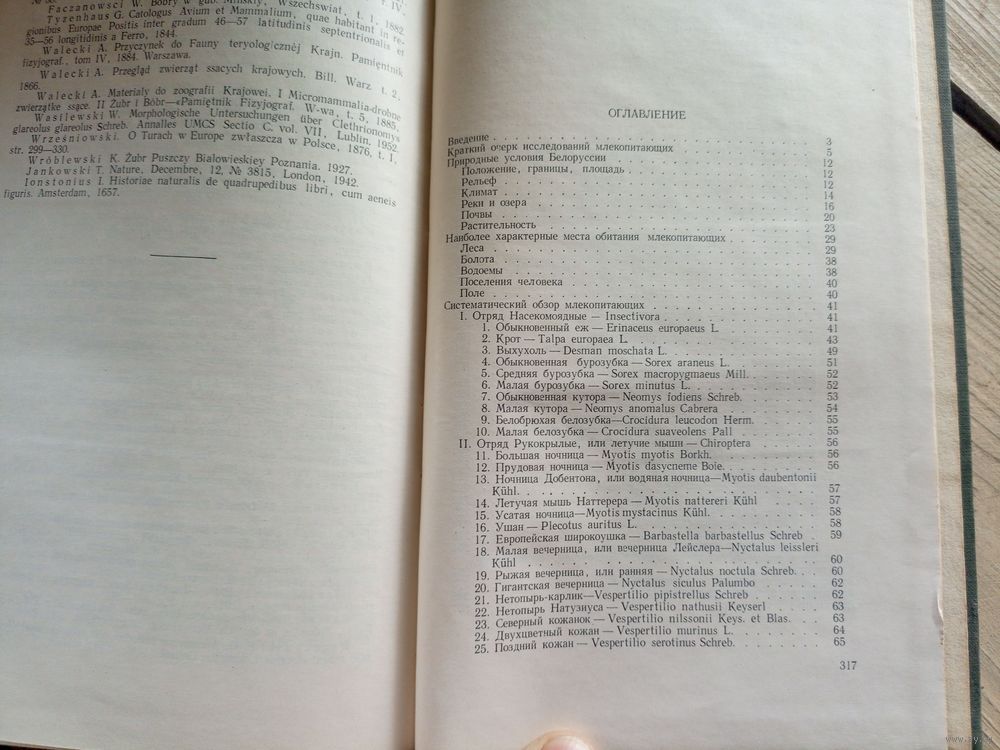 Faczanowsci W. Bobry w gub. Minskiy, Wszechswiat, t. 1. 1882.
Tyzenhaus G. Catologus Avium et Mammalium, quae habitant in re-
gionibus Europae Positis inter gradum 46—57 latitudinis septentrionalis et
35—56 longitidinis a Ferro, 1844.
Walecki A. Przyczynek do Fauny teryologicznéj Krajn. Pamiętnik
fizyjograf., tom IV, 1884. Warszawa.
Walecki A. Przegląd zwierząt ssacych krajowych. Bill. Warz t. 2.
1866.
Walecki A. Materialy do zoografii Krajowei. I Micromammalia-drobne
zwierzątke ssące. II Żubr i Bóbr—«Pamiętnik Fizyjograf. W-wa, t. 5, 1885.
Wasilewski W. Morphologische Untersuchungen über Clethrionomys
glareolus glareolus Schreb. Annalles UMCS Sectio C. vol. VII, Lublin. 1952.
Wrześniowski. O Turach w Europe zwłaszcza w Polsce, 1876, t. I,
str. 299—330.
Wróblewski K. Żubr Puszczy Bialowieskiey Poznania. 1927.
Jankowski T. Nature, Decembre, 12, № 3815, London, 1942.
Ionstonius I. Historiae naturalis de quadrupedibus libri, cum aeneis
figuris. Amsterdam, 1657.
ОГЛАВЛЕНИЕ
Введение 3
Краткий очерк исследований млекопитающих 5
Природные условия Белоруссии 12
Положение, границы, площадь 12
Рельеф 12
Климат 14
Реки и озера 16
Почвы 20
Растительность 23
Наиболее характерные места обитания млекопитающих 29
Леса 29
Болота 38
Водоемы 38
Поселения человека 40
Поле 40
Систематический обзор млекопитающих 41
I. Отряд Насекомоядные — Insectivora 41
1. Обыкновенный еж — Erinaceus europaeus L. 41
2. Крот — Talpa europaea L. 43
3. Выхухоль — Desman moschata L. 49
4. Обыкновенная бурозубка — Sorex araneus L. 51
5. Средняя бурозубка — Sorex macropygmaeus Mill. 52
6. Малая бурозубка — Sorex minutus L. 52
7. Обыкновенная кутора — Neomys fodiens Schreb. 53
8. Малая кутора — Neomys anomalus Cabrera 54
9. Белобрюхая белозубка—Crocidura leucodon Herm. 55
10. Малая белозубка — Crocidura suaveolens Pall 55
II. Отряд Рукокрылые, или летучие мыши — Chiroptera 56
11. Большая ночница — Myotis myotis Borkh. 56
12. Прудовая ночница — Myotis dasycneme Boie. 56
13. Ночница Добентона, или водяная ночница—Myotis daubentonii
Kühl. 57
14. Летучая мышь Наттерера — Myotis nattereri Kühl 57
15. Усатая ночница—Myotis mystacinus Kühl. 58
16. Ушан — Plecotus auritus L. 58
17. Европейская широкоушка — Barbastella barbastellus Schreb . 59
18. Малая вечерница, или вечерница Лейслера—Nyctalus leissleri
Kühl 60
19. Рыжая вечерница, или ранняя — Nyctalus noctula Schreb. 60
20. Гигантская вечерница — Nyctalus siculus Palumbo 62
21. Нетопырь-карлик—Vespertilio pipistrellus Schreb 62
22. Нетопырь Натузиуса — Vespertilio nathusii Keyserl 63
23. Северный кожанок — Vespertilio nilssonii Keys. et Blas. 63
24. Двухцветный кожан — Vespertilio murinus L. 64
25. Поздний кожан — Vespertilio serotinus Schreb. 65
317